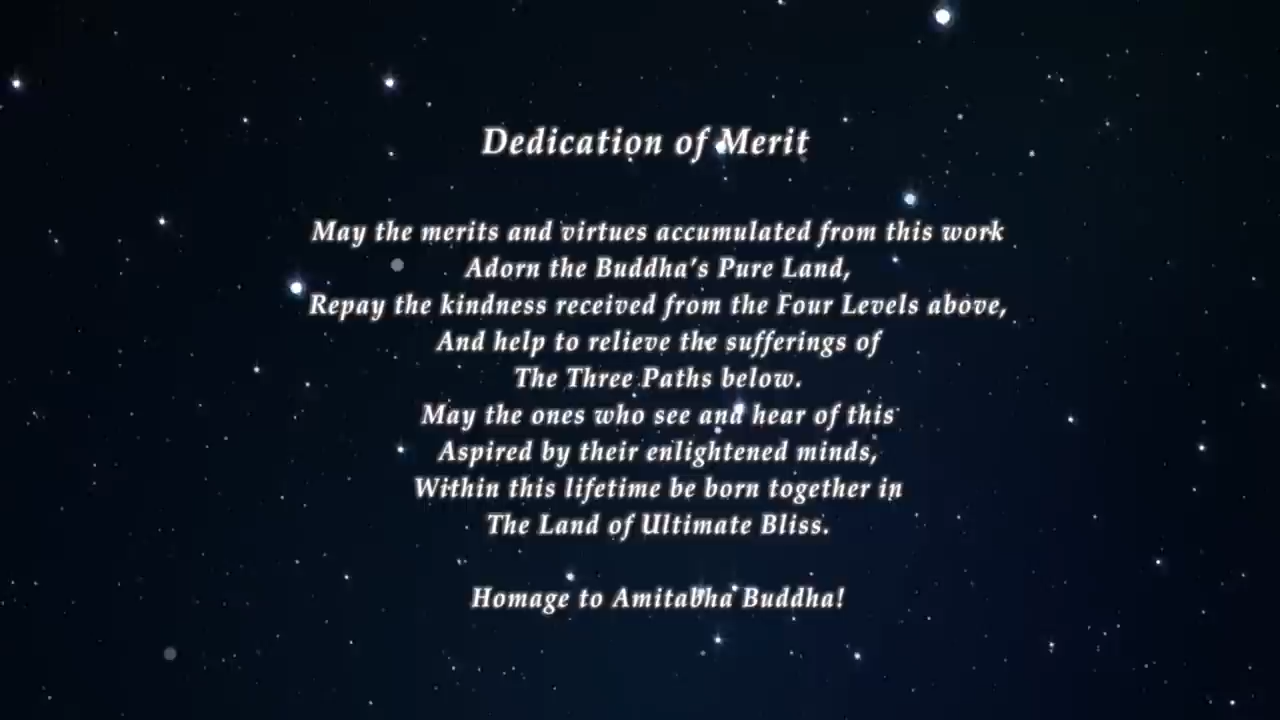 Dedication of Merit
May the merits and virtues accumulated from this work
Adorn the Buddha's Pure Land,
Repay the kindness received from the Four Levels above,
And help to relieve the sufferings of
The Three Paths below.
May the ones who see and hear of this
Aspired by their enlightened minds,
Within this lifetime be born together in
The Land of Ultimate Bliss.
Homage to Amitabha Buddha!